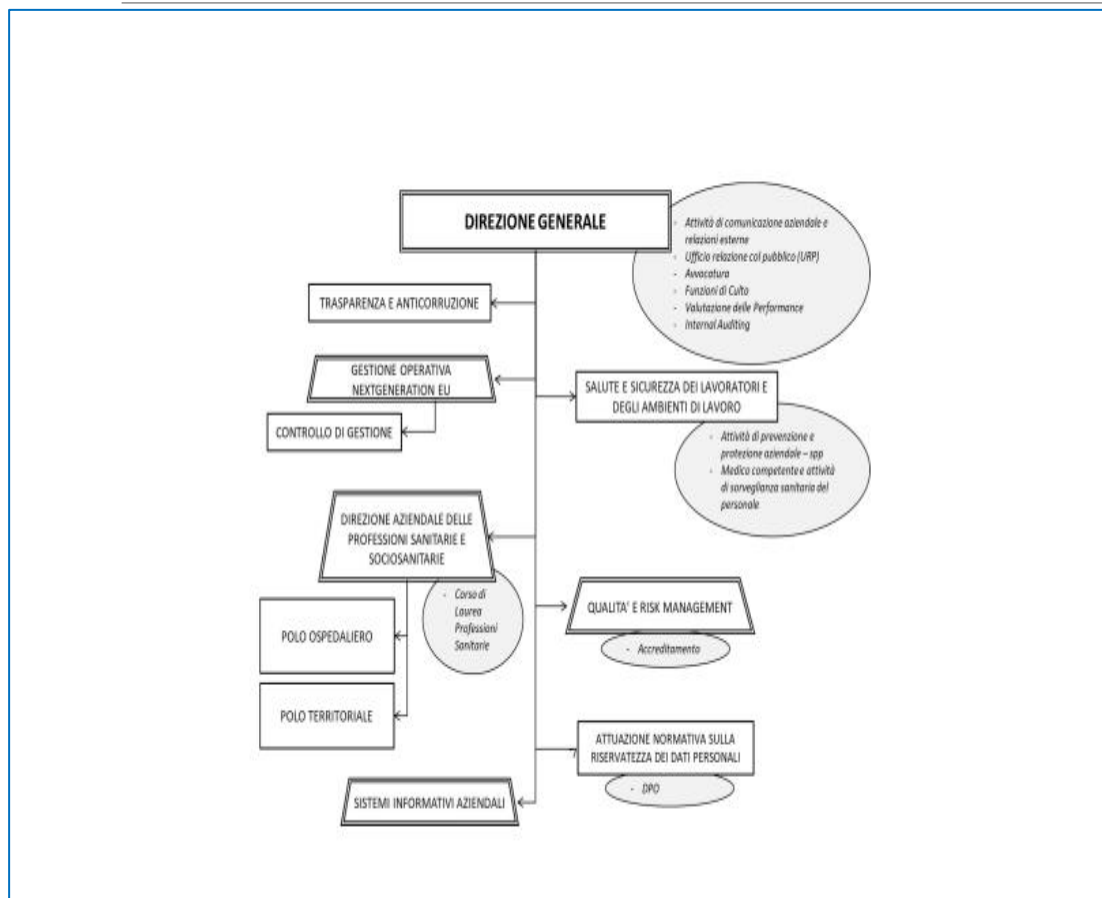 DIREZIONE GENERALE
- Attività di comunicazione aziendale e
relazioni esterne
- Ufficio relazione col pubblico (URP)
- Avvocatura
- Funzioni di Culto
- Valutazione delle Performance
- Internal Auditing
TRASPARENZA E ANTICORRUZIONE
GESTIONE OPERATIVA
NEXTGENERATION EU
CONTROLLO DI GESTIONE
SALUTE E SICUREZZA DEI LAVORATORI E
DEGLI AMBIENTI DI LAVORO
- Attività di prevenzione e
protezione aziendale – spp
- Medico competente e attività
di sorveglianza sanitaria del
personale
DIREZIONE AZIENDALE DELLE
PROFESSIONI SANITARIE E
SOCIOSANITARIE
- Corso di
Laurea
Professioni
Sanitarie
POLO OSPEDALIERO
POLO TERRITORIALE
QUALITA' E RISK MANAGEMENT
- Accreditamento
ATTUAZIONE NORMATIVA SULLA
RISERVATEZZA DEI DATI PERSONALI
- DPO
SISTEMI INFORMATIVI AZIENDALI